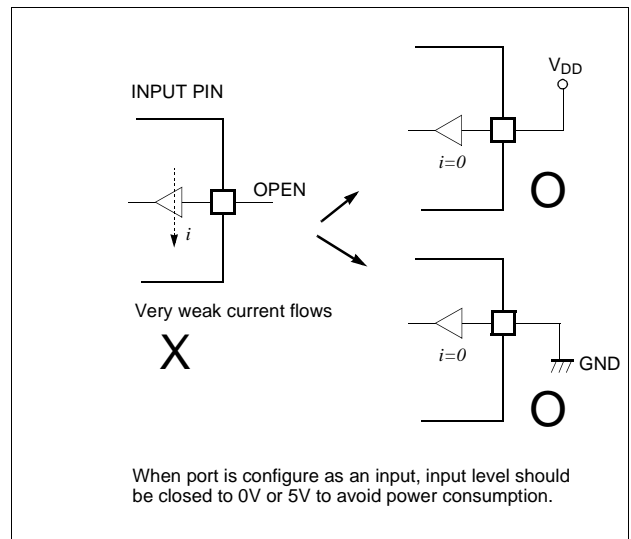 INPUT PIN
OPEN
i
Very weak current flows
X
VDD
i=0
O
i=0
GND
O
When port is configure as an input, input level should
be closed to 0V or 5V to avoid power consumption.